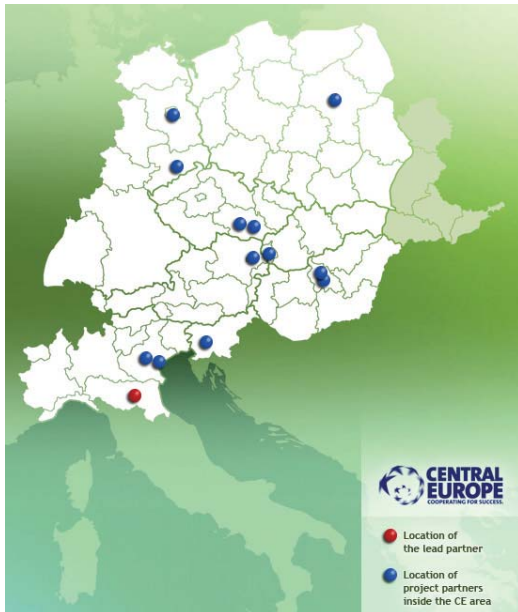 CENTRAL
EUROPE
COOPERATING FOR SUCCESS.
Location of
the lead partner
Location of
project partners
inside the CE area